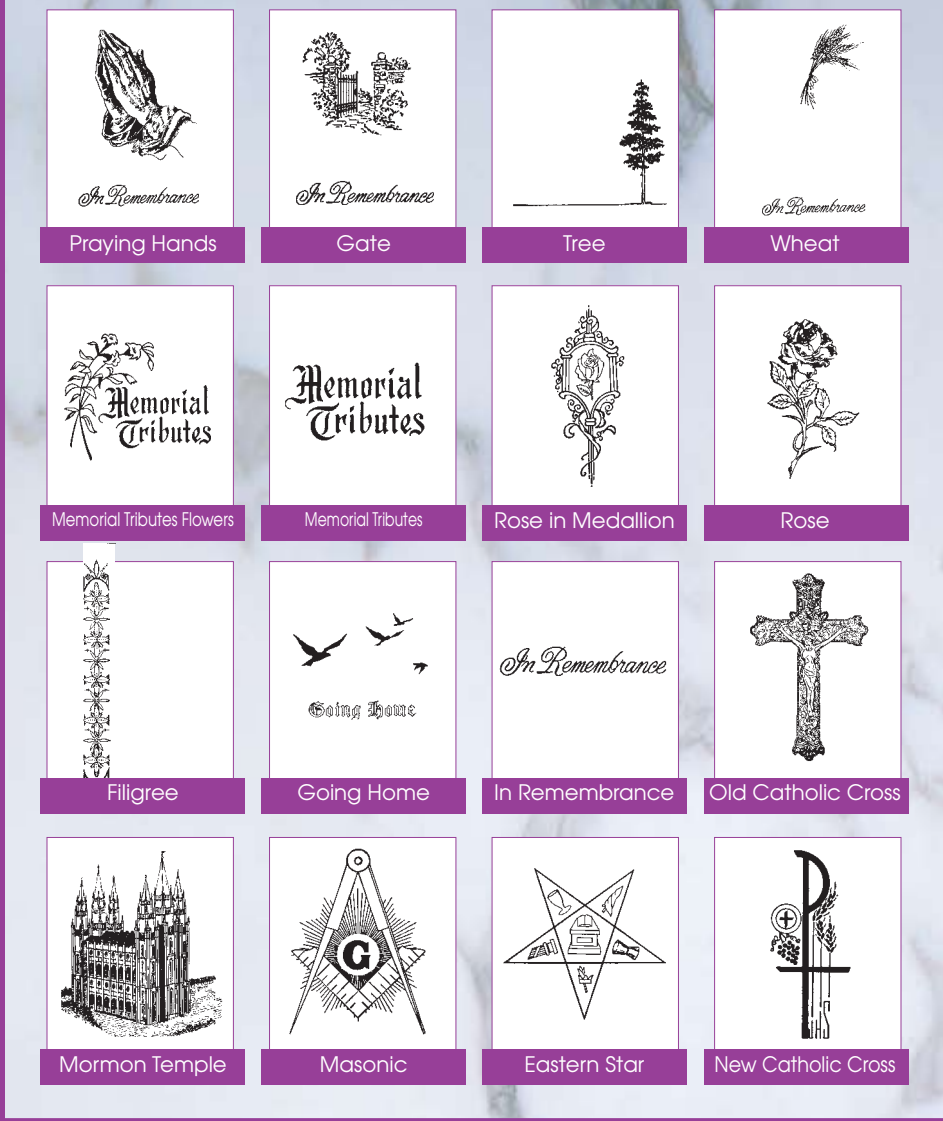 In Remembrance
Praying Hands
In Remembrance
Gate
Tree
In Remembrance
Wheat
Memorial
Tributes
Memorial Tributes Flowers
Memorial
Tributes
Memorial Tributes
Rose in Medallion
Rose
Filigree
Going Home
Going Home
In Remembrance
In Remembrance
Old Catholic Cross
Mormon Temple
G
Masonic
Eastern Star
New Catholic Cross